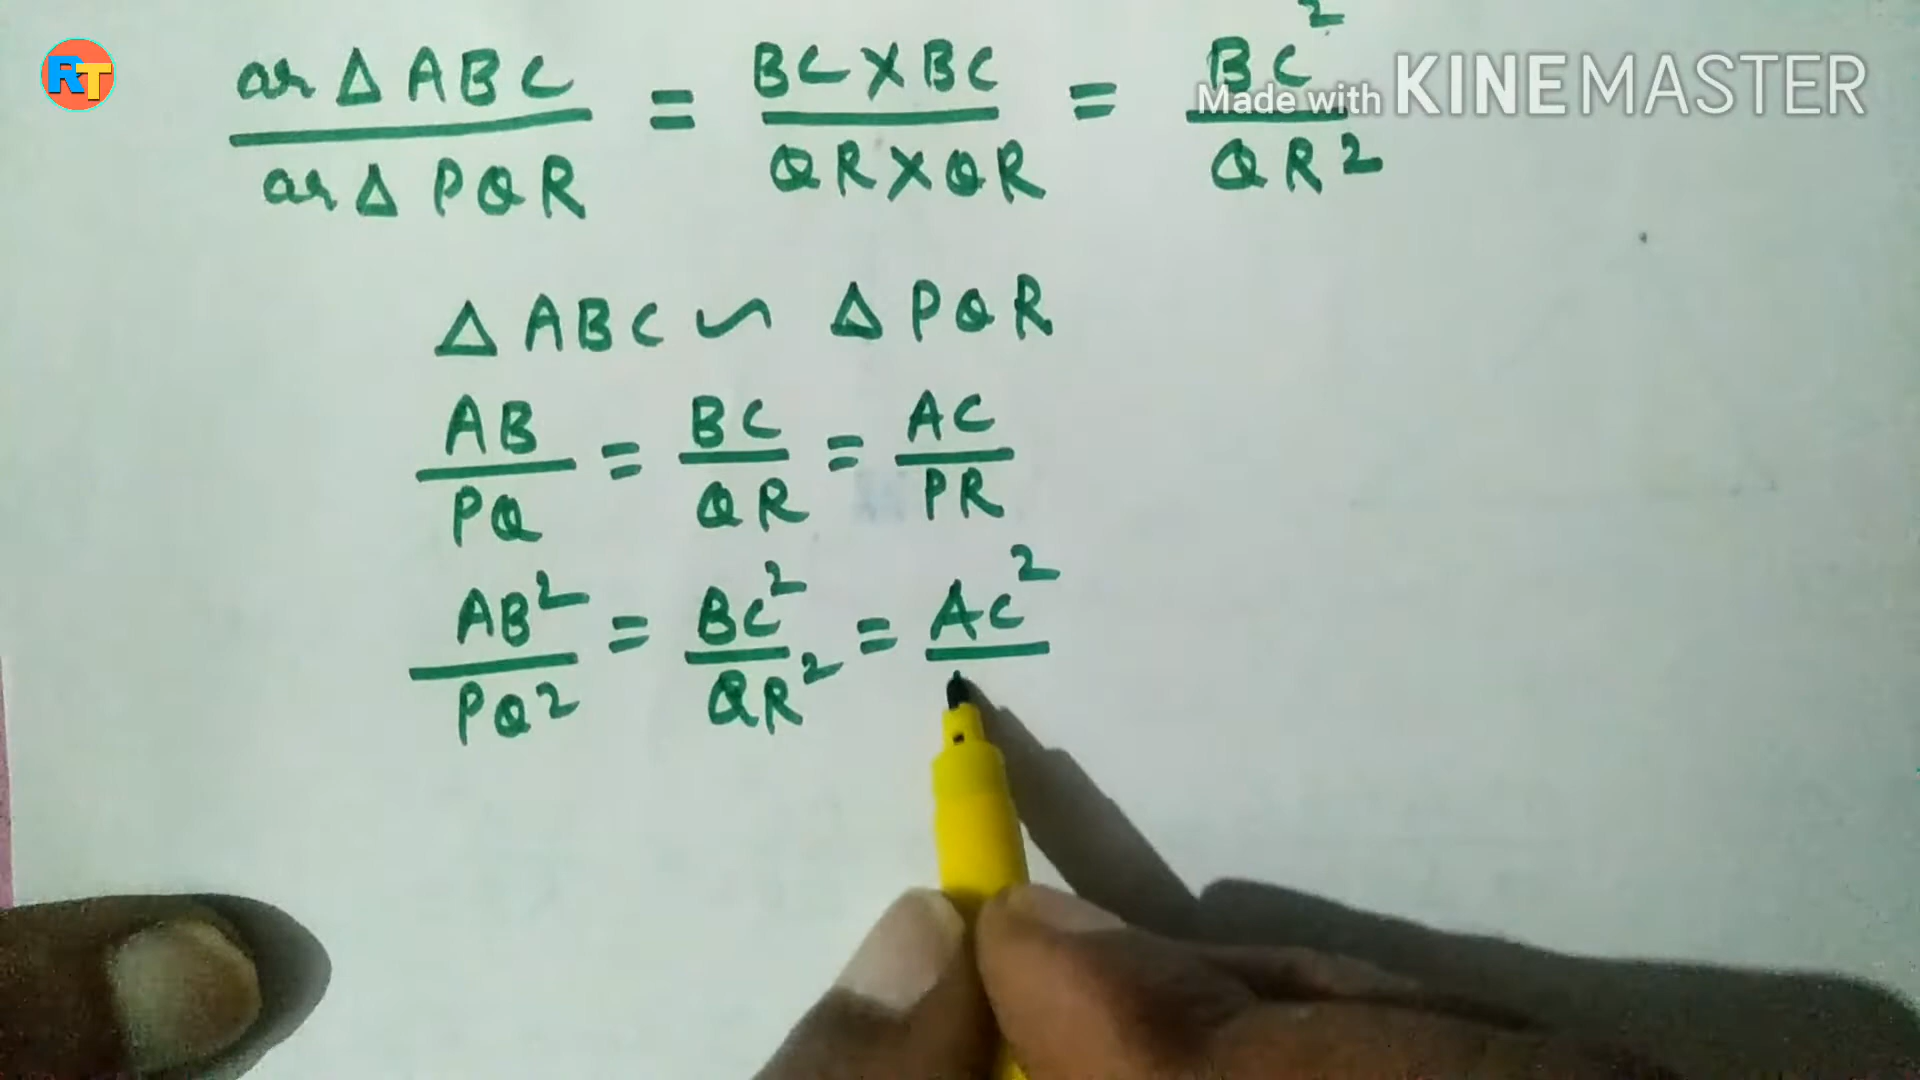 RT
ar Δ ABC / ar Δ PQR = BC X BC / QR X QR = BC² / QR²
Made with KINEMASTER
Δ ABC ∽ Δ PQR
AB / PQ = BC / QR = AC / PR
AB² / PQ² = BC² / QR² = AC²